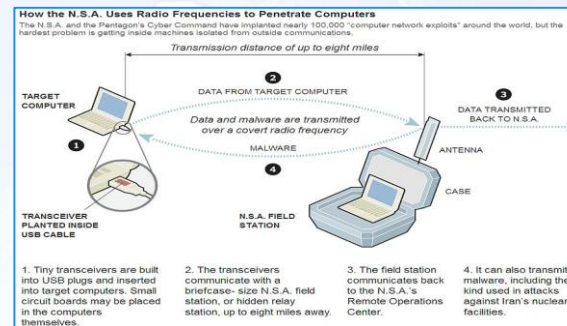 How the N.S.A. Uses Radio Frequencies to Penetrate Computers
The N.S.A. and the Pentagon's Cyber Command have implanted nearly 100,000 "computer network exploits" around the world, but the
hardest problem is getting inside machines isolated from outside communications.
Transmission distance of up to eight miles
2
3
DATA FROM TARGET COMPUTER
TARGET
COMPUTER
DATA TRANSMITTED
BACK TO N.S.A.
Data and malware are transmitted
over a covert radio frequency
1
MALWARE
ANTENNA
4
CASE
TRANSCEIVER
PLANTED INSIDE
USB CABLE
N.S.A. FIELD
STATION
1. Tiny transceivers are built
into USB plugs and inserted
into target computers. Small
circuit boards may be placed
in the computers
themselves.
2. The transceivers
communicate with a
briefcase- size N.S.A. field
station, or hidden relay
station, up to eight miles away.
3. The field station
communicates back
to the N.S.A.'s
Remote Operations
Center.
4. It can also transmit
malware, including the
kind used in attacks
against Iran's nuclear
facilities.